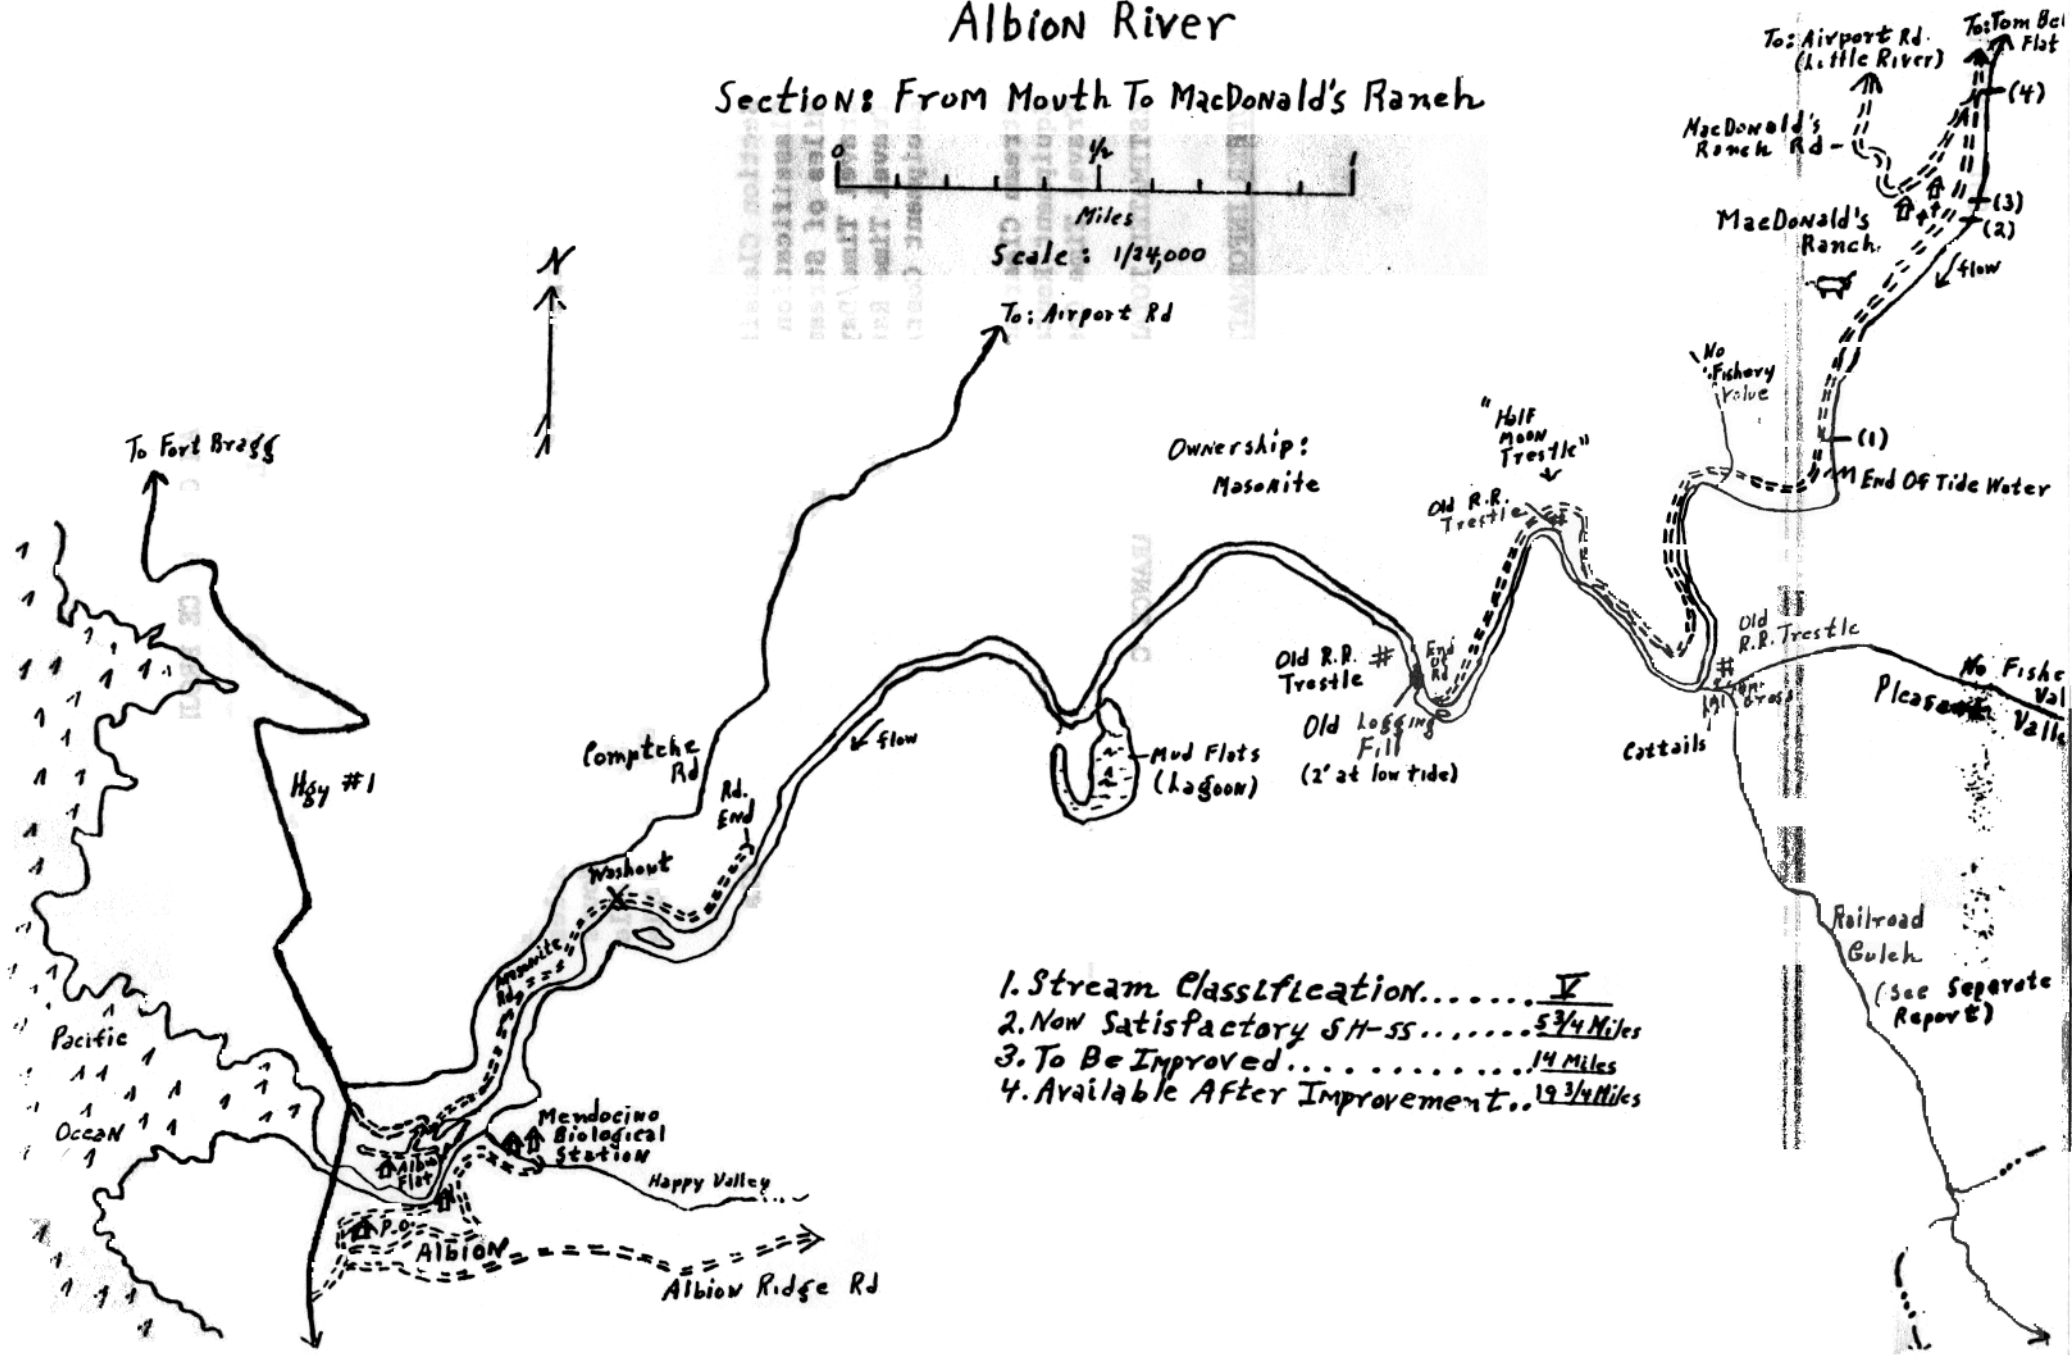 Albion River
Section: From Mouth To MacDonald's Ranch
0
1/2
1
Miles
Scale: 1/24,000
N
To: Airport Rd
To: Airport Rd.
(Little River)
To: Tom Bel
Flat
(4)
MacDonald's
Ranch Rd
(3)
(2)
MacDonald's
Ranch
flow
No
Fishery
Value
(1)
End Of Tide Water
"Half
Moon
Trestle"
Old R.R.
Trestle
Ownership:
Masonite
To Fort Bragg
Hgy #1
Comptche
Rd
Rd.
End
flow
Mud Flats
(Lagoon)
Old R.R.
Trestle
End
of
Rd
Old Logging
Fill
(2' at low tide)
Old
R.R. Trestle
Cattails
No Fishe
Val
Pleasant
Valle
Washout
Masonite
Rd.
Railroad
Gulch
(See Separate
Report)
1. Stream Classification....... V
2. Now Satisfactory SH-SS....... 5 3/4 Miles
3. To Be Improved.............. 14 Miles
4. Available After Improvement.. 19 3/4 Miles
Pacific
Ocean
Mendocino
Biological
Station
Albion
Flat
Happy Valley
P.O.
Albion
Albion Ridge Rd